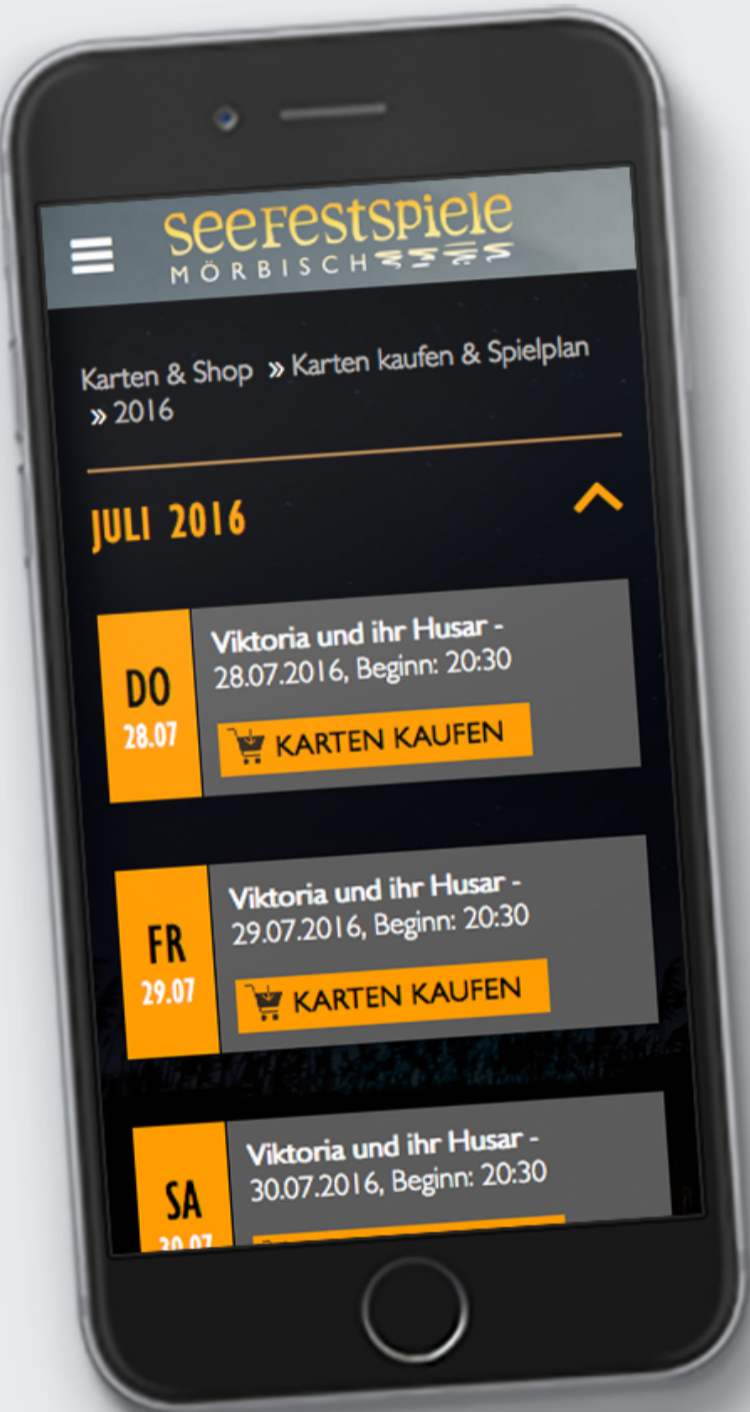 SEEFESTSPIELE
MÖRBISCH
Karten & Shop » Karten kaufen & Spielplan
» 2016
JULI 2016
DO
28.07
Viktoria und ihr Husar -
28.07.2016, Beginn: 20:30
KARTEN KAUFEN
FR
29.07
Viktoria und ihr Husar -
29.07.2016, Beginn: 20:30
KARTEN KAUFEN
SA
30.07
Viktoria und ihr Husar -
30.07.2016, Beginn: 20:30